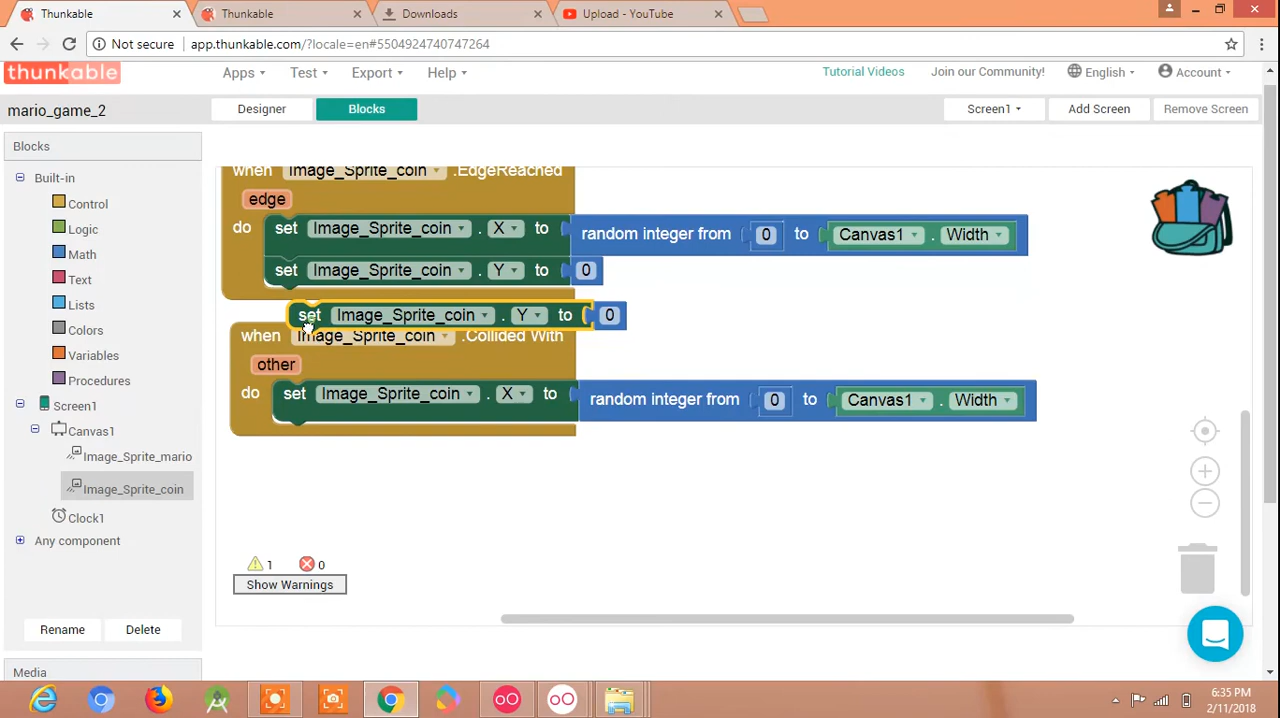 Thunkable
Thunkable
Downloads
Upload - YouTube
Not secure
app.thunkable.com/?locale=en#5504924740747264
thunkable
Apps
Test
Export
Help
Tutorial Videos
Join our Community!
English
Account
mario_game_2
Designer
Blocks
Screen1
Add Screen
Remove Screen
Blocks
Built-in
Control
Logic
Math
Text
Lists
Colors
Variables
Procedures
Screen1
Canvas1
Image_Sprite_mario
Image_Sprite_coin
Clock1
Any component
Rename
Delete
Media
when Image_Sprite_coin .EdgeReached
edge
do set Image_Sprite_coin . X to random integer from 0 to Canvas1 . Width
set Image_Sprite_coin . Y to 0
set Image_Sprite_coin . Y to 0
when Image_Sprite_coin .Collided With
other
do set Image_Sprite_coin . X to random integer from 0 to Canvas1 . Width
1 0
Show Warnings
6:35 PM
2/11/2018